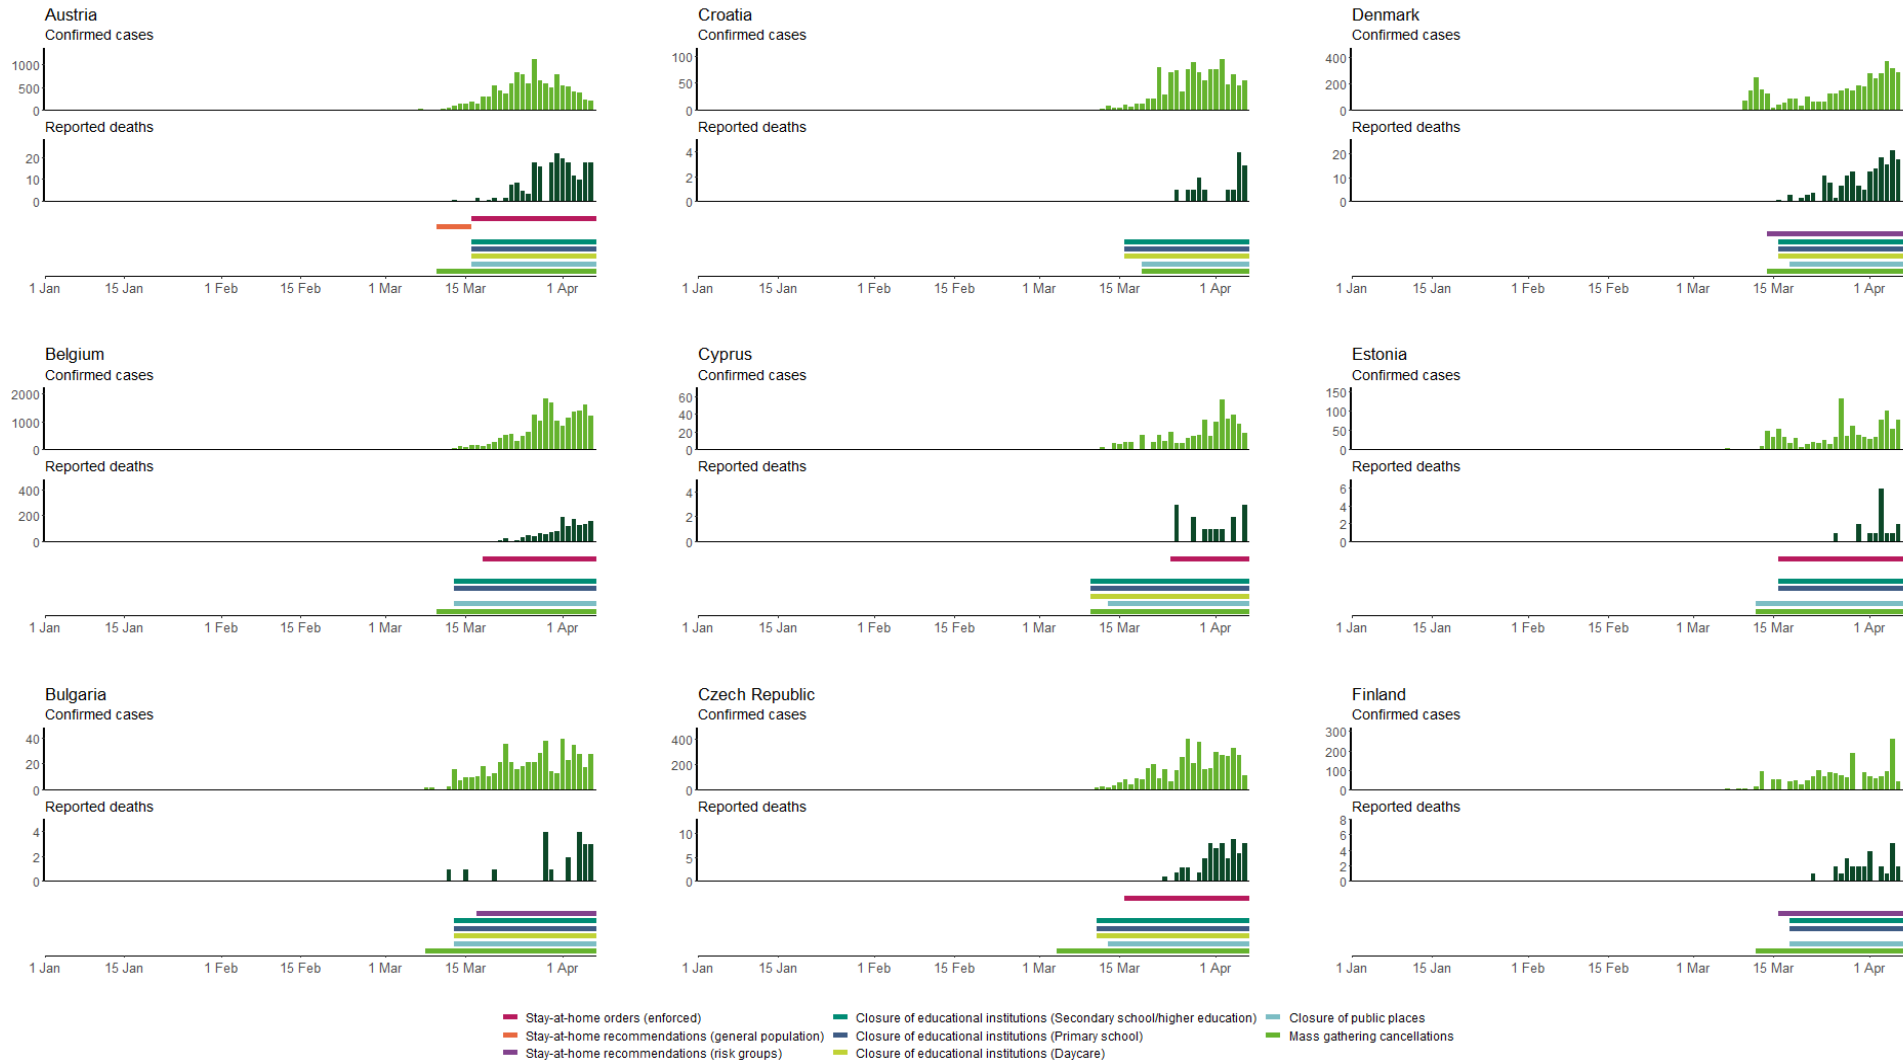 Austria
Confirmed cases
1000
500
0
Reported deaths
20
10
0
1 Jan 15 Jan 1 Feb 15 Feb 1 Mar 15 Mar 1 Apr
Croatia
Confirmed cases
100
50
0
Reported deaths
4
2
0
1 Jan 15 Jan 1 Feb 15 Feb 1 Mar 15 Mar 1 Apr
Denmark
Confirmed cases
400
200
0
Reported deaths
20
10
0
1 Jan 15 Jan 1 Feb 15 Feb 1 Mar 15 Mar 1 Apr
Belgium
Confirmed cases
2000
1000
0
Reported deaths
400
200
0
1 Jan 15 Jan 1 Feb 15 Feb 1 Mar 15 Mar 1 Apr
Cyprus
Confirmed cases
60
40
20
0
Reported deaths
4
2
0
1 Jan 15 Jan 1 Feb 15 Feb 1 Mar 15 Mar 1 Apr
Estonia
Confirmed cases
150
100
50
0
Reported deaths
6
4
2
0
1 Jan 15 Jan 1 Feb 15 Feb 1 Mar 15 Mar 1 Apr
Bulgaria
Confirmed cases
40
20
0
Reported deaths
4
2
0
1 Jan 15 Jan 1 Feb 15 Feb 1 Mar 15 Mar 1 Apr
Czech Republic
Confirmed cases
400
200
0
Reported deaths
10
5
0
1 Jan 15 Jan 1 Feb 15 Feb 1 Mar 15 Mar 1 Apr
Finland
Confirmed cases
300
200
100
0
Reported deaths
8
6
4
2
0
1 Jan 15 Jan 1 Feb 15 Feb 1 Mar 15 Mar 1 Apr
Stay-at-home orders (enforced)
Stay-at-home recommendations (general population)
Stay-at-home recommendations (risk groups)
Closure of educational institutions (Secondary school/higher education)
Closure of educational institutions (Primary school)
Closure of educational institutions (Daycare)
Closure of public places
Mass gathering cancellations